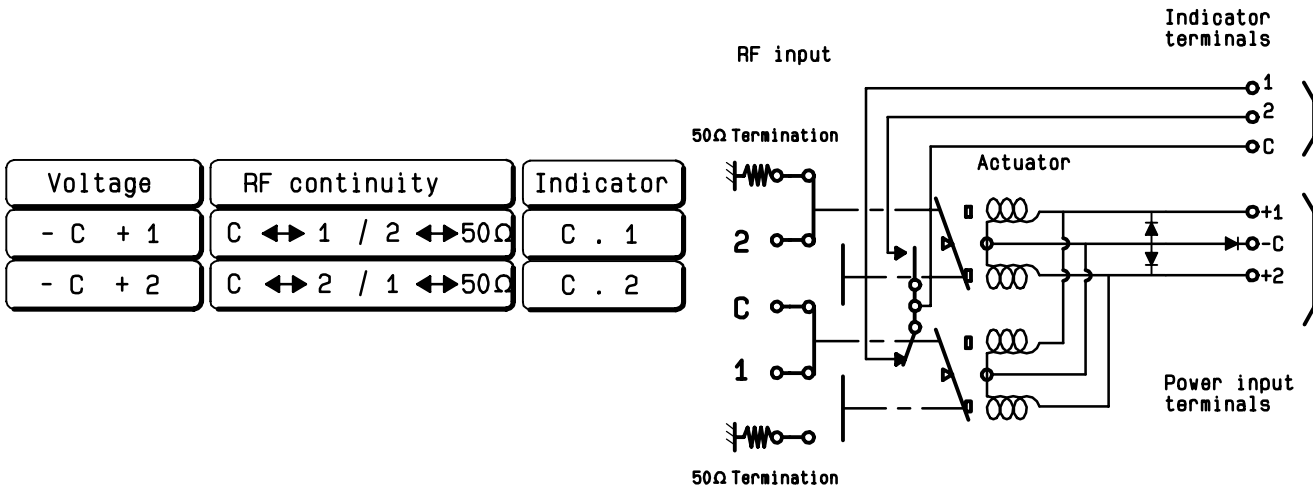 Voltage RF continuity Indicator
- C + 1 C ↔ 1 / 2 ↔ 50Ω C . 1
- C + 2 C ↔ 2 / 1 ↔ 50Ω C . 2
RF input
Indicator
terminals
1
2
C
50Ω Termination
Actuator
2
C
1
+1
-C
+2
Power input
terminals
50Ω Termination